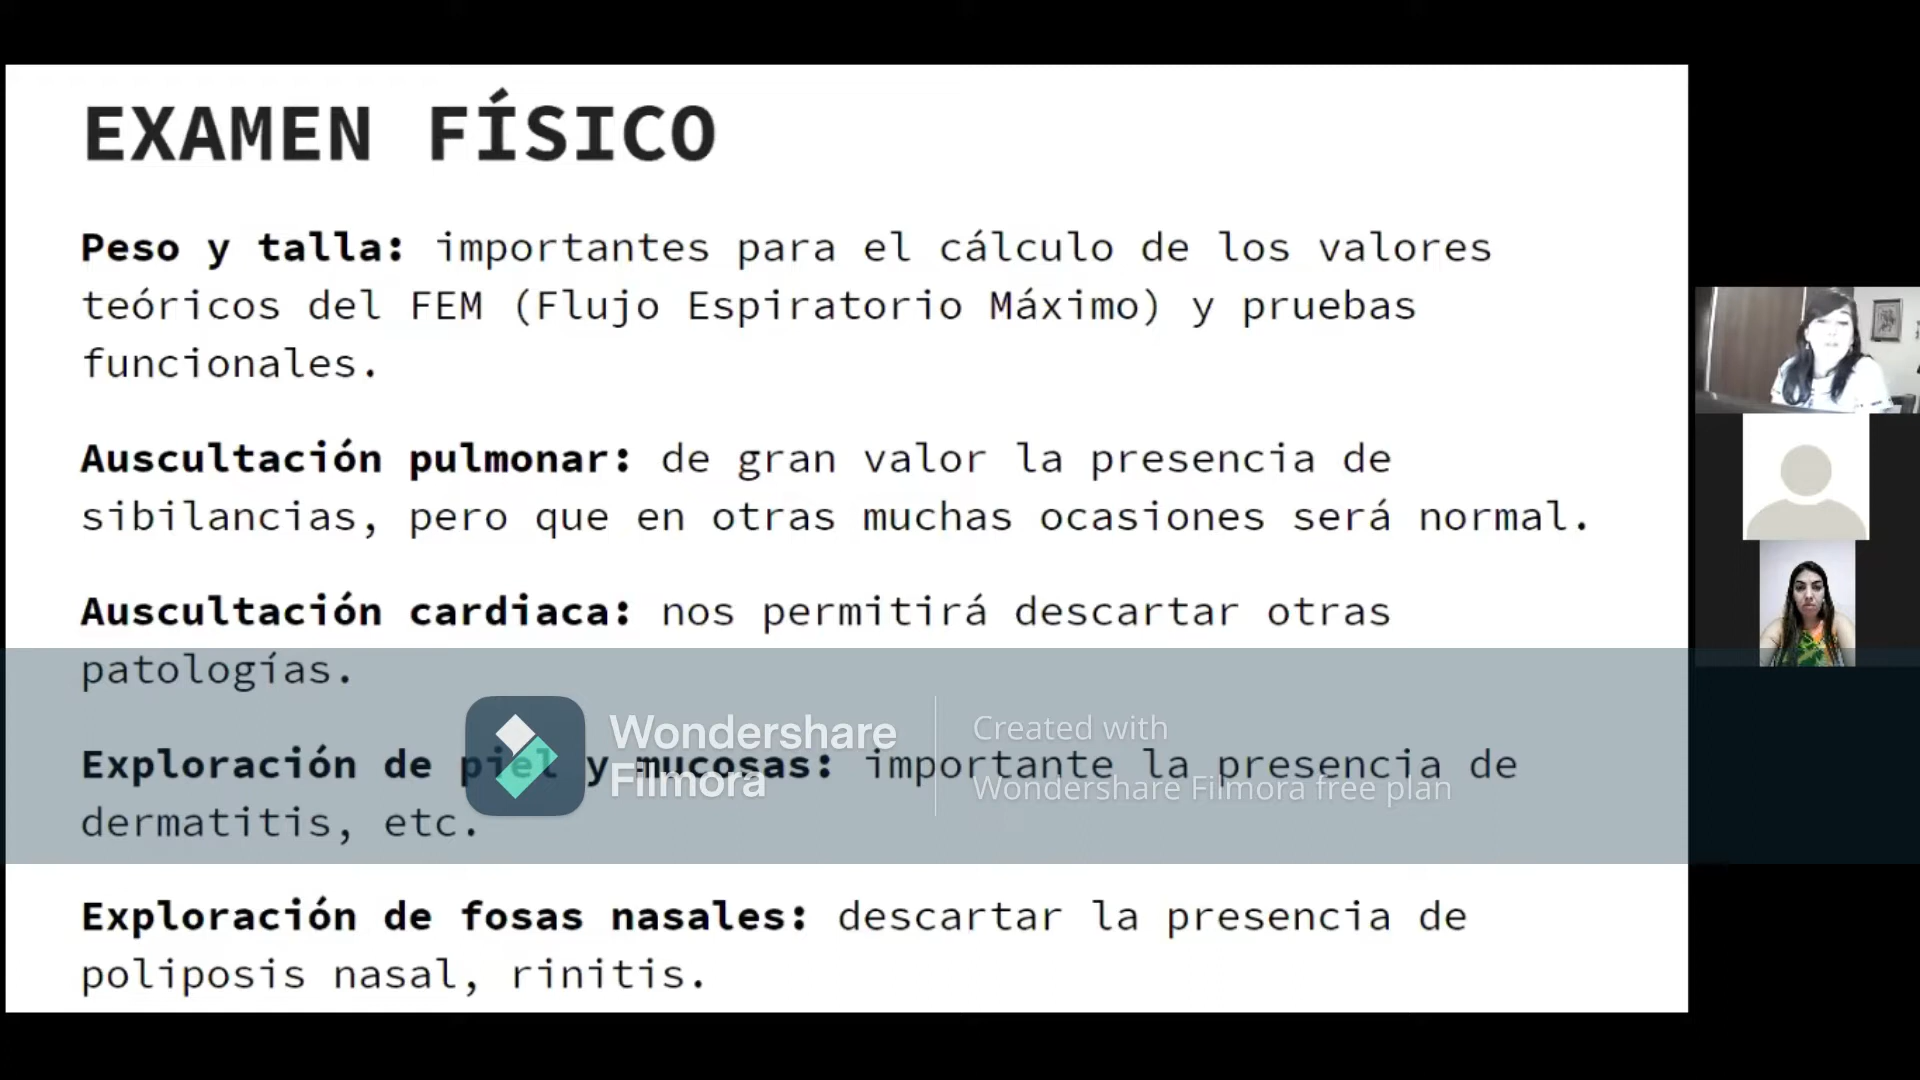 EXAMEN FÍSICO
Peso y talla: importantes para el cálculo de los valores
teóricos del FEM (Flujo Espiratorio Máximo) y pruebas
funcionales.
Auscultación pulmonar: de gran valor la presencia de
sibilancias, pero que en otras muchas ocasiones será normal.
Auscultación cardiaca: nos permitirá descartar otras
patologías.
Exploración de piel y mucosas: importante la presencia de
dermatitis, etc.
Exploración de fosas nasales: descartar la presencia de
poliposis nasal, rinitis.
Wondershare
Filmora
Created with
Wondershare Filmora free plan